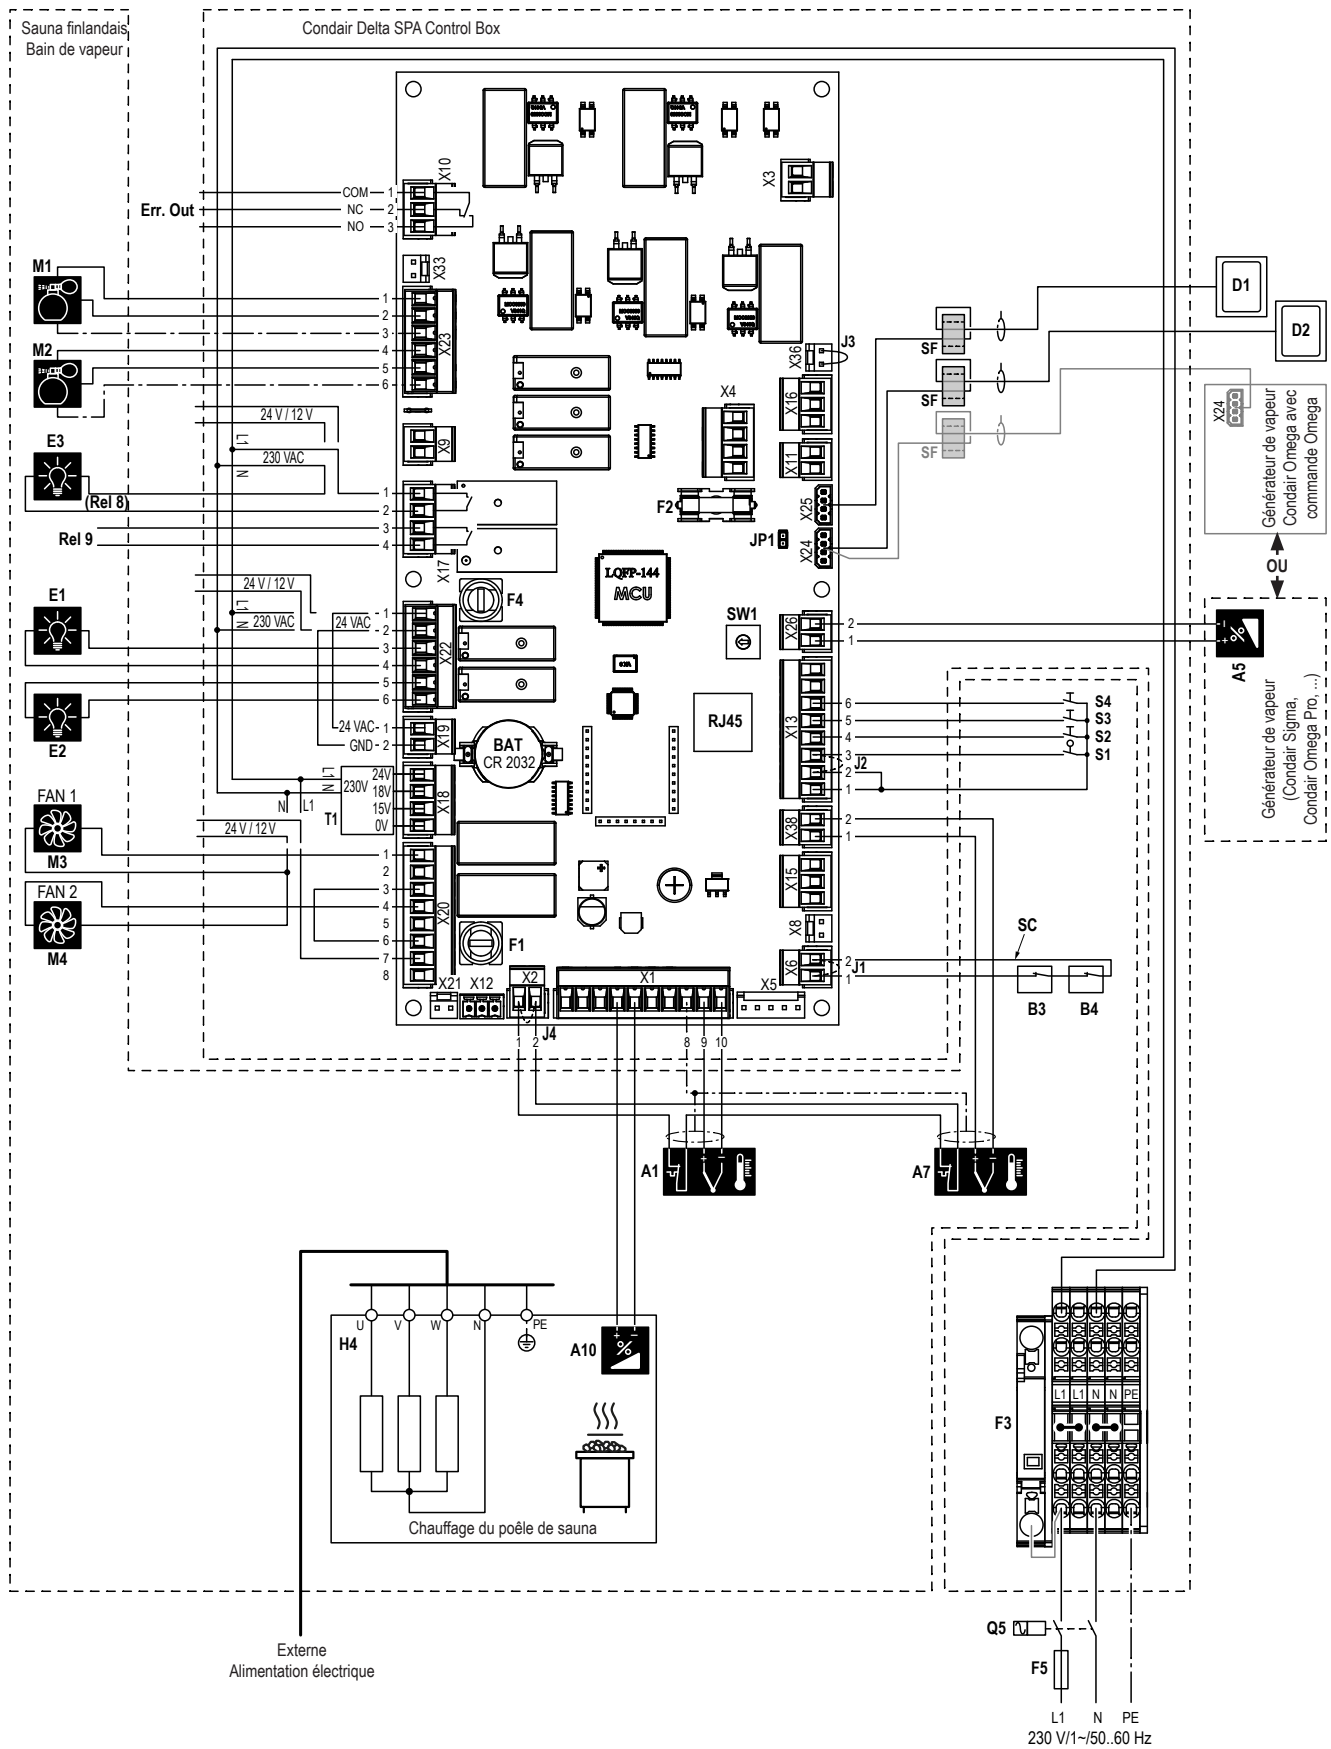 Sauna finlandais
Bain de vapeur
Condair Delta SPA Control Box
X10
COM 1
NC 2
NO 3
Err. Out
X3
X33
M1
M2
1
2
3
4
5
6
X23
X36
J3
D1
D2
SF
SF
SF
X24
Générateur de vapeur
Condair Omega avec
commande Omega
OU
24 V / 12 V
L1
230 VAC
N
E3
(Rel 8)
X9
X4
X16
X11
F2
JP1
X25
X24
1
2
3
4
Rel 9
X17
LQFP-144
MCU
F4
24 V / 12 V
L1
N
230 VAC
24 VAC
E1
E2
1
2
3
4
5
6
X22
SW1
X26
2
1
A5
% 
- 
+
Générateur de vapeur
(Condair Sigma,
Condair Omega Pro, ...)
RJ45
X13
6
5
4
3
2
1
S4
S3
S2
S1
J2
24 VAC 1
GND 2
X19
BAT
CR 2032
L1
N
230V
24V
18V
15V
0V
X18
T1
N
L1
FAN 1
M3
24 V / 12V
FAN 2
M4
1
2
3
4
5
6
7
8
X20
F1
X38
2
1
X15
X8
X6
2
1
J1
SC
B3
B4
X21
X12
X2
X1
X5
J4
1
2
8
9
10
A1
+ −
A7
+ −
U
V
W
N
PE
H4
A10
+ −
%
Chauffage du poêle de sauna
Externe
Alimentation électrique
F3
L1 L1 N N PE
Q5
F5
L1 N PE
230 V/1~/50..60 Hz